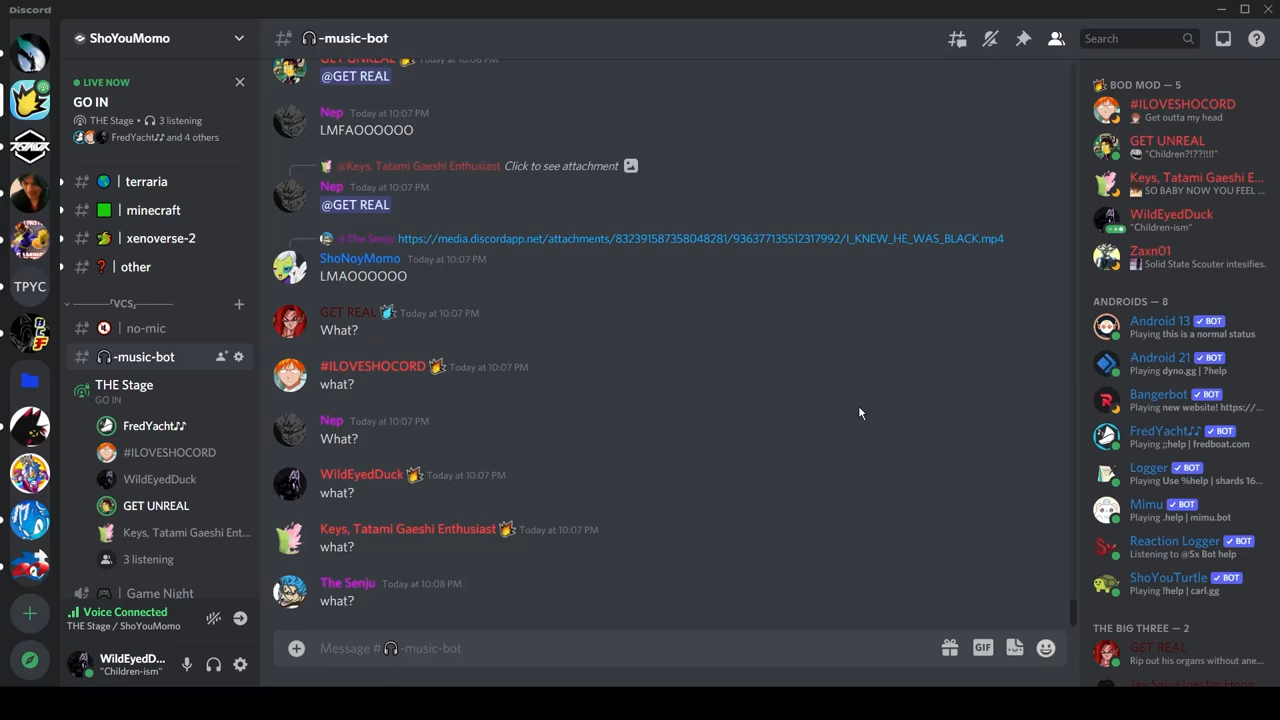 Discord
ShoYouMomo
LIVE NOW
GO IN
THE Stage • 3 listening
FredYacht♪♪ and 4 others
TPYC
| terraria
| minecraft
| xenoverse-2
| other
「VCS」
| no-mic
-music-bot
THE Stage
GO IN
FredYacht♪♪
#ILOVESHOCORD
WildEyedDuck
GET UNREAL
Keys, Tatami Gaeshi Ent...
3 listening
| Game Night
Voice Connected
THE Stage / ShoYouMomo
WildEyedD...
"Children-ism"
-music-bot
Search
GET UNREAL Today at 10:06 PM
@GET REAL
Nep Today at 10:07 PM
LMFAOOOOOO
@Keys, Tatami Gaeshi Enthusiast Click to see attachment
Nep Today at 10:07 PM
@GET REAL
@The Senju https://media.discordapp.net/attachments/832391587358048281/936377135512317992/I_KNEW_HE_WAS_BLACK.mp4
ShoNoyMomo Today at 10:07 PM
LMAOOOOOO
GET REAL Today at 10:07 PM
What?
#ILOVESHOCORD Today at 10:07 PM
what?
Nep Today at 10:07 PM
What?
WildEyedDuck Today at 10:07 PM
what?
Keys, Tatami Gaeshi Enthusiast Today at 10:07 PM
what?
The Senju Today at 10:08 PM
what?
Message # -music-bot
GIF
BOD MOD — 5
#ILOVESHOCORD
Get outta my head
GET UNREAL
"Children?!??!!!!"
Keys, Tatami Gaeshi E...
SO BABY NOW YOU FEEL ...
WildEyedDuck
"Children-ism"
Zaxn01
Solid State Scouter intesifies.
ANDROIDS — 8
Android 13 BOT
Playing this is a normal status
Android 21 BOT
Playing dyno.gg | ?help
Bangerbot BOT
Playing new website! https://...
FredYacht♪♪ BOT
Playing ;;help | fredboat.com
Logger BOT
Playing Use %help | shards 16...
Mimu BOT
Playing .help | mimu.bot
Reaction Logger BOT
Listening to @Sx Bot help
ShoYouTurtle BOT
Playing !help | carl.gg
THE BIG THREE — 2
GET REAL
Rip out his organs without ane...